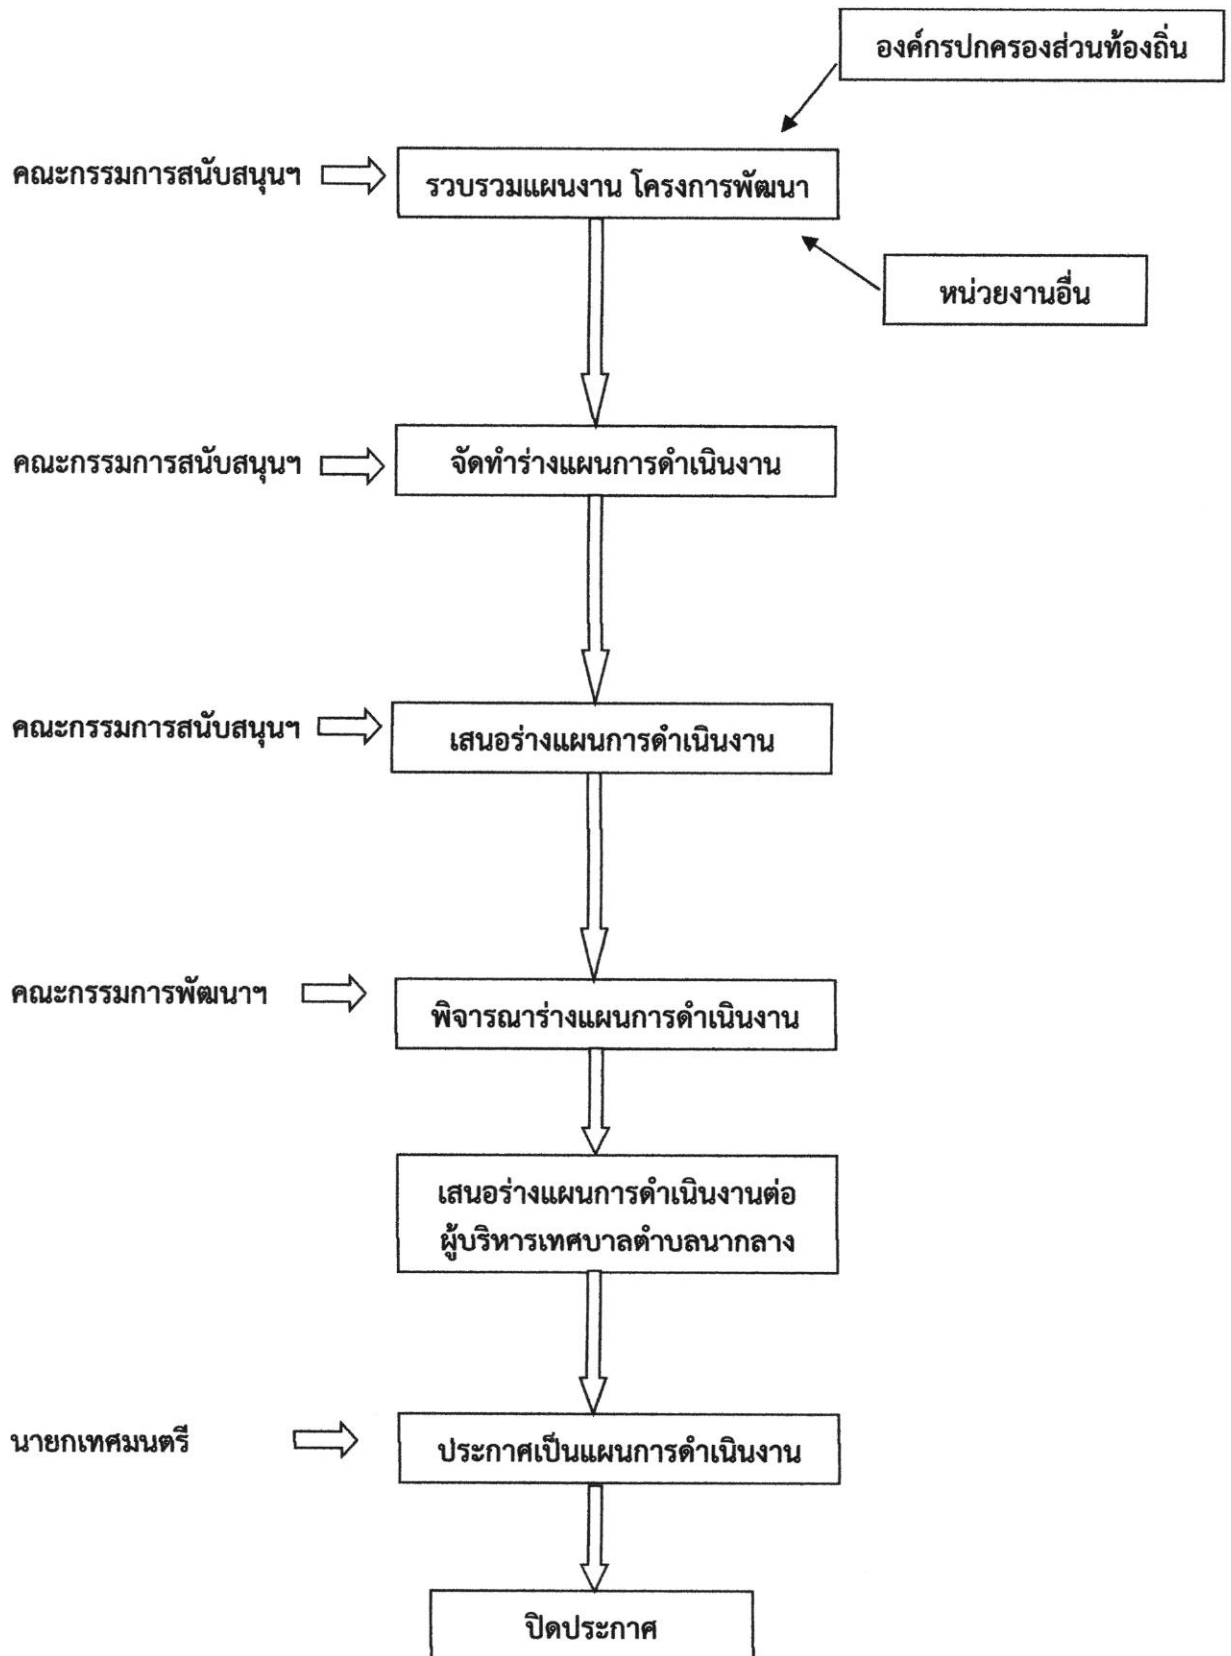 องค์กรปกครองส่วนท้องถิ่น
คณะกรรมการสนับสนุนฯ
รวบรวมแผนงาน โครงการพัฒนา
หน่วยงานอื่น
คณะกรรมการสนับสนุนฯ
จัดทำร่างแผนการดำเนินงาน
คณะกรรมการสนับสนุนฯ
เสนอร่างแผนการดำเนินงาน
คณะกรรมการพัฒนาฯ
พิจารณาร่างแผนการดำเนินงาน
เสนอร่างแผนการดำเนินงานต่อ
ผู้บริหารเทศบาลตำบลนากลาง
นายกเทศมนตรี
ประกาศเป็นแผนการดำเนินงาน
ปิดประกาศ